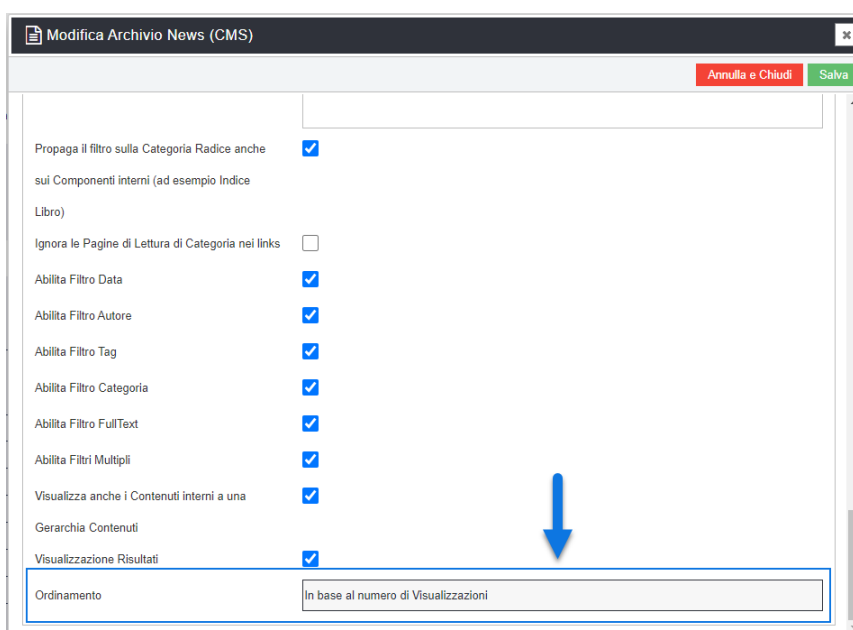 Modifica Archivio News (CMS)
Annulla e Chiudi
Salva
Propaga il filtro sulla Categoria Radice anche
sui Componenti interni (ad esempio Indice
Libro)
Ignora le Pagine di Lettura di Categoria nei links
Abilita Filtro Data
Abilita Filtro Autore
Abilita Filtro Tag
Abilita Filtro Categoria
Abilita Filtro FullText
Abilita Filtri Multipli
Visualizza anche i Contenuti interni a una
Gerarchia Contenuti
Visualizzazione Risultati
Ordinamento
In base al numero di Visualizzazioni